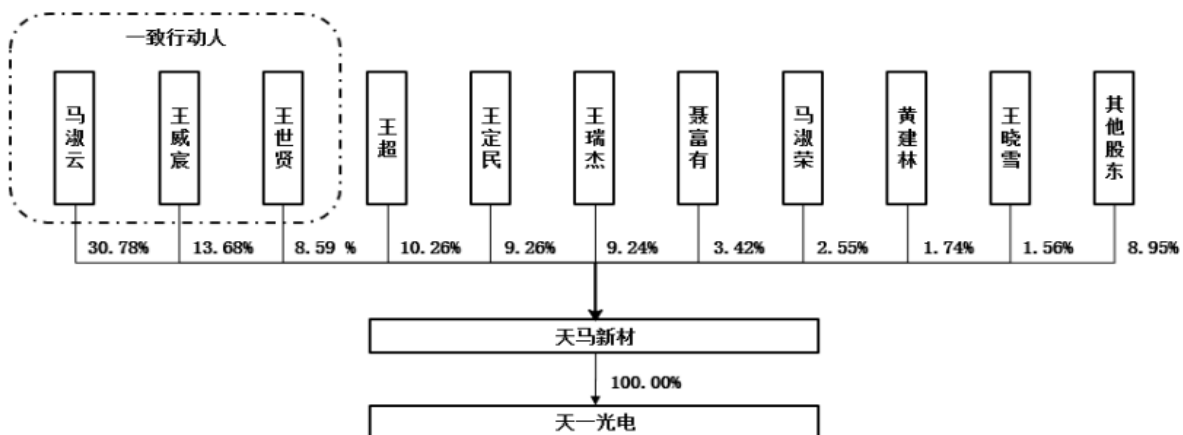 一致行动人
马淑云
王威宸
王世贤
王超
王定民
王瑞杰
聂富有
马淑荣
黄建林
王晓雪
其他股东
30.78%
13.68%
8.59 %
10.26%
9.26%
9.24%
3.42%
2.55%
1.74%
1.56%
8.95%
天马新材
100.00%
天一光电